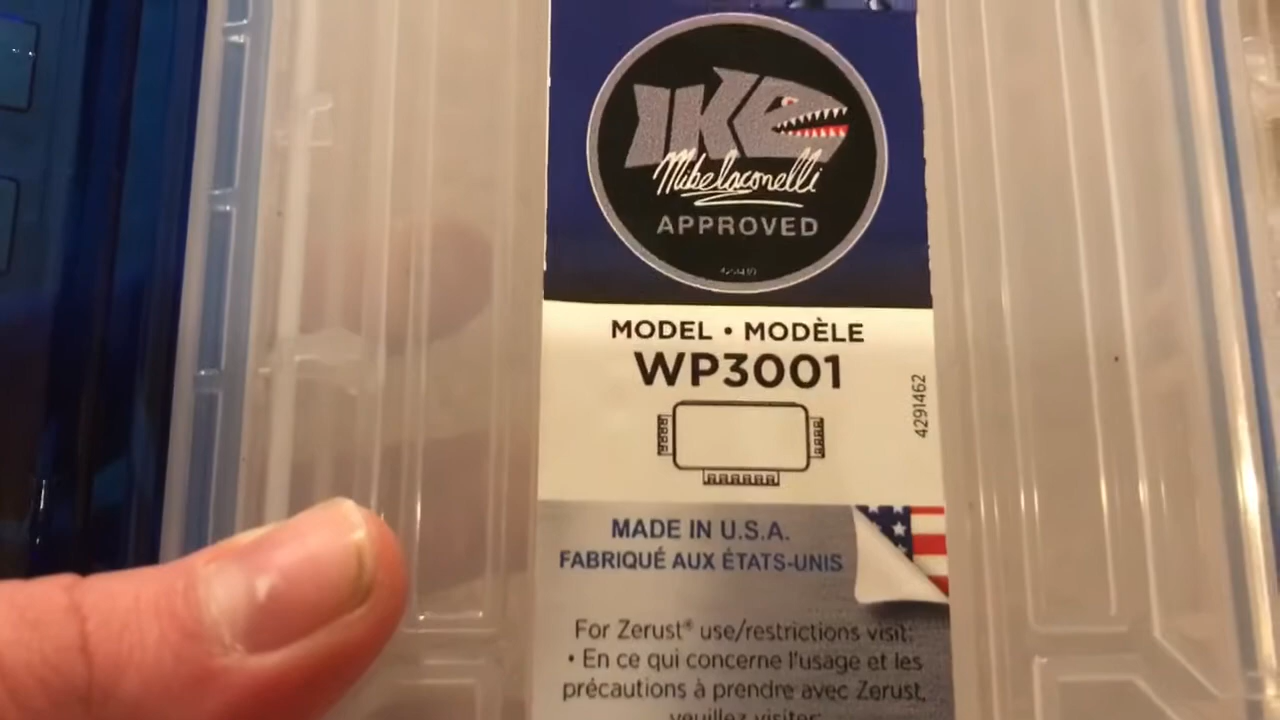 IKE
Mike Iaconelli
APPROVED
MODEL • MODÈLE
WP3001
4291462
MADE IN U.S.A.
FABRIQUÉ AUX ÉTATS-UNIS
For Zerust® use/restrictions visit:
• En ce qui concerne l'usage et les
précautions à prendre avec Zerust,
veuillez visiter: